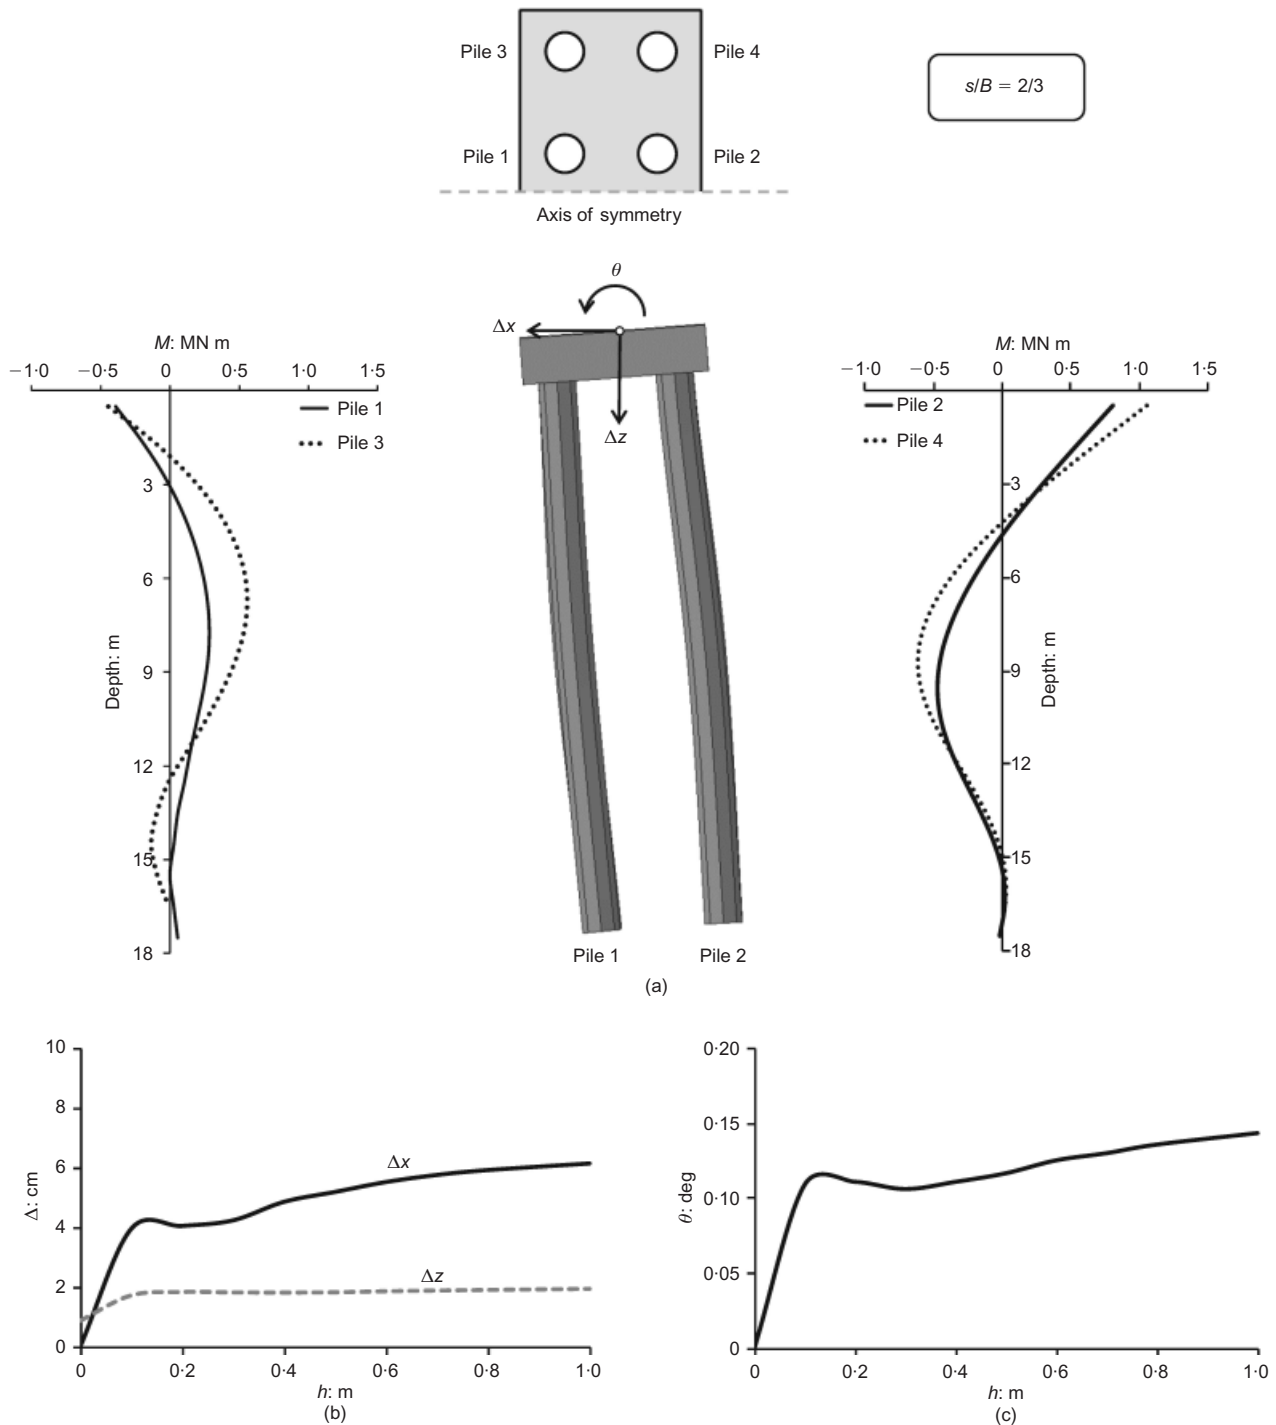 Pile 3
Pile 4
s/B = 2/3
Pile 1
Pile 2
Axis of symmetry
θ
Δx
Δz
M: MN m
−1·0 −0·5 0 0·5 1·0 1·5
Pile 1
Pile 3
3
6
9
12
15
18
Depth: m
M: MN m
−1·0 −0·5 0 0·5 1·0 1·5
Pile 2
Pile 4
3
6
9
12
15
18
Depth: m
Pile 1
Pile 2
(a)
10
8
6
4
2
0
Δ: cm
Δx
Δz
0 0·2 0·4 0·6 0·8 1·0
h: m
(b)
0·20
0·15
0·10
0·05
0
θ: deg
0 0·2 0·4 0·6 0·8 1·0
h: m
(c)